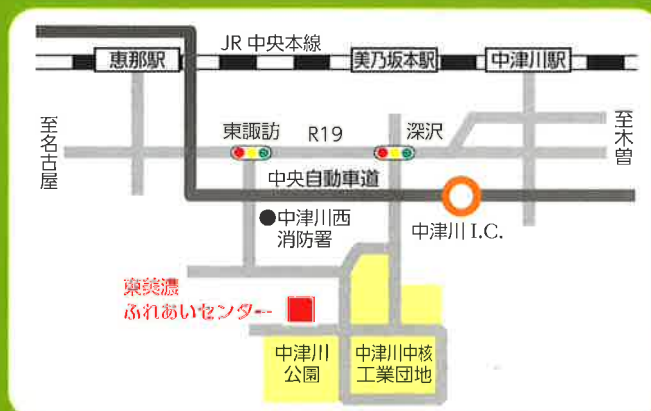 JR 中央本線
恵那駅
美乃坂本駅
中津川駅
至名古屋
東諏訪
R19
深沢
至木曽
中央自動車道
●中津川西
消防署
中津川 I.C.
東美濃
ふれあいセンター
中津川
公園
中津川中核
工業団地